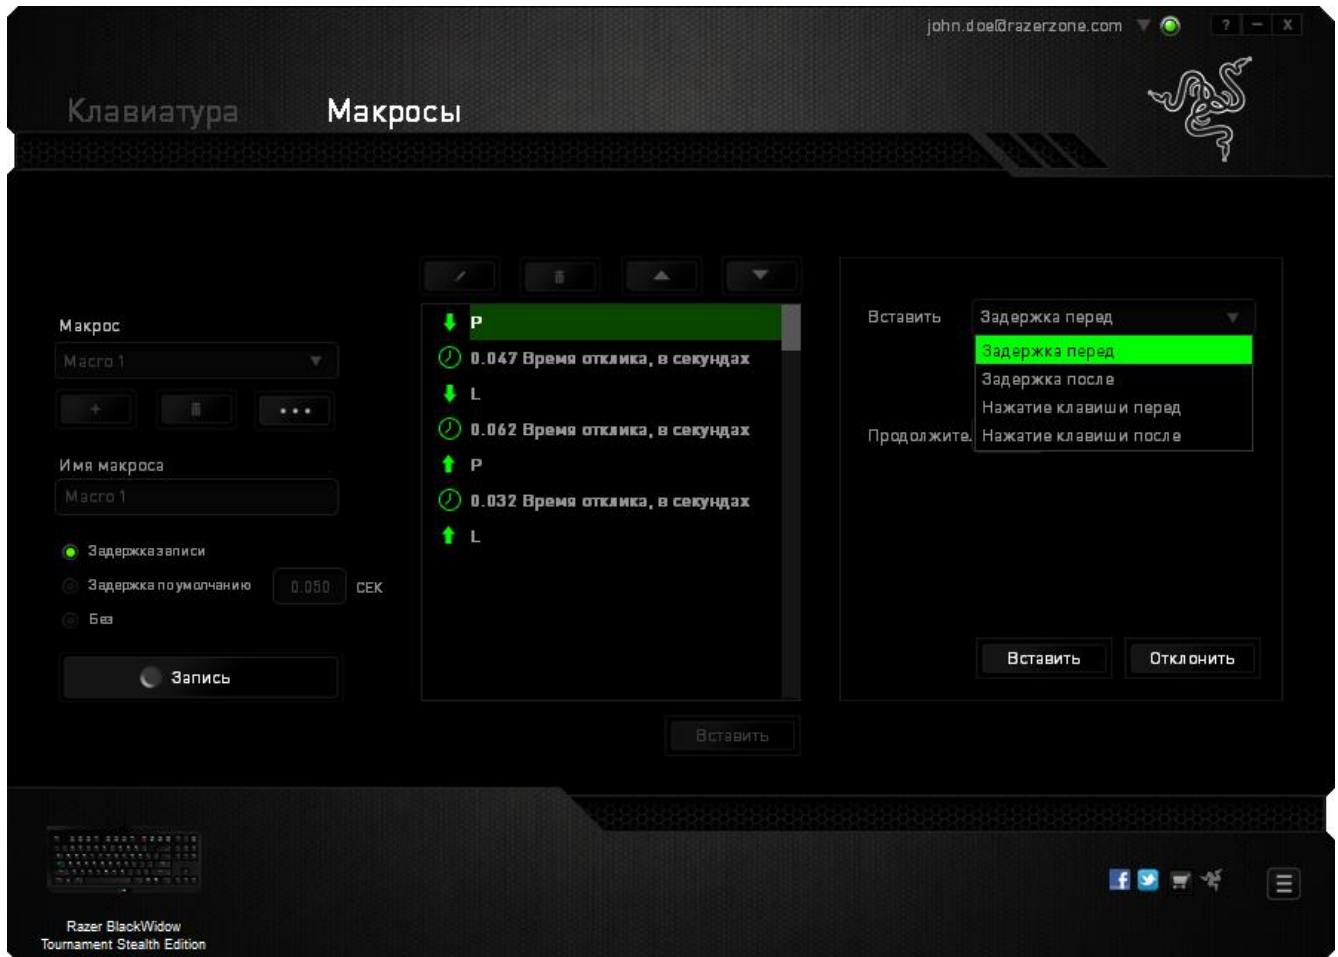 john.doe@razerzone.com
? – X
Клавиатура Макросы
Макрос
Macro 1
Имя макроса
Macro 1
Задержка записи
Задержка по умолчанию 0.050 СЕК
Без
Запись
P
0.047 Время отклика, в секундах
L
0.062 Время отклика, в секундах
P
0.032 Время отклика, в секундах
L
Вставить
Вставить Задержка перед
Задержка перед
Задержка после
Нажатие клавиши перед
Продолжите Нажатие клавиши после
Вставить Отклонить
Razer BlackWidow
Tournament Stealth Edition